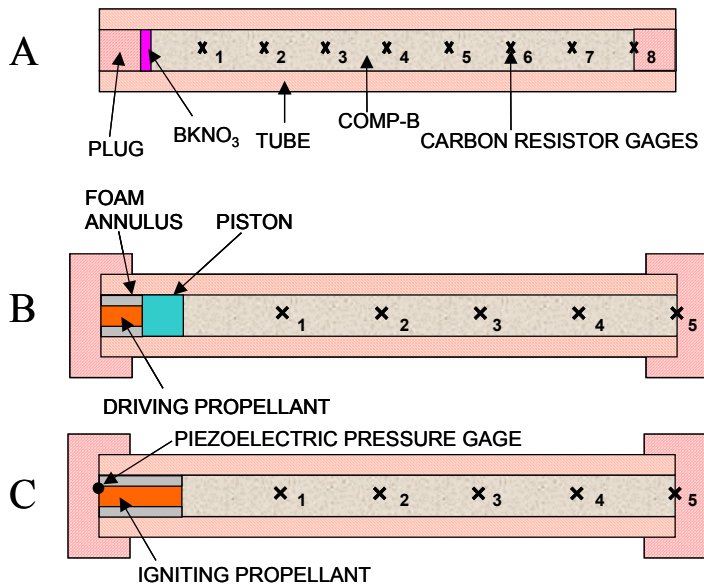 A
1 2 3 4 5 6 7 8
PLUG
BKNO₃
TUBE
COMP-B
CARBON RESISTOR GAGES
FOAM
ANNULUS
PISTON
B
1 2 3 4 5
DRIVING PROPELLANT
PIEZOELECTRIC PRESSURE GAGE
C
1 2 3 4 5
IGNITING PROPELLANT